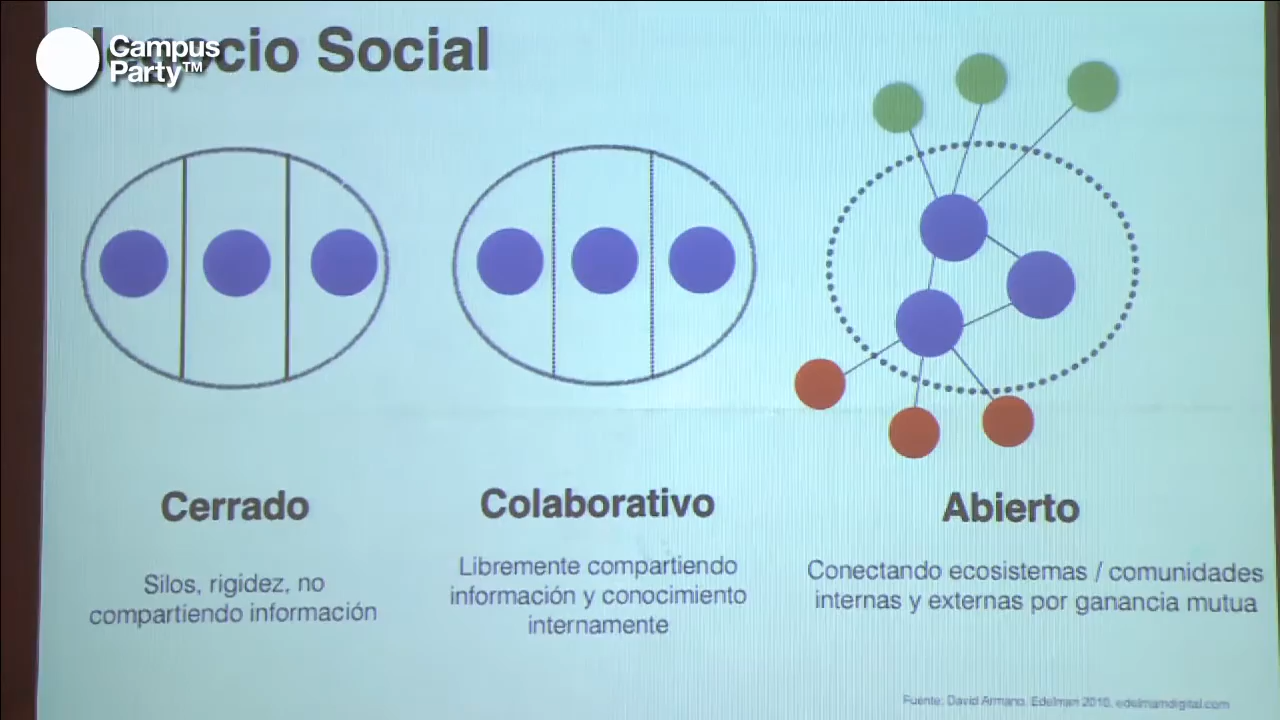 Negocio Social
Campus
Party™
Cerrado
Silos, rigidez, no
compartiendo información
Colaborativo
Libremente compartiendo
información y conocimiento
internamente
Abierto
Conectando ecosistemas / comunidades
internas y externas por ganancia mutua
Fuente: David Armano, Edelman 2010, edelmandigital.com